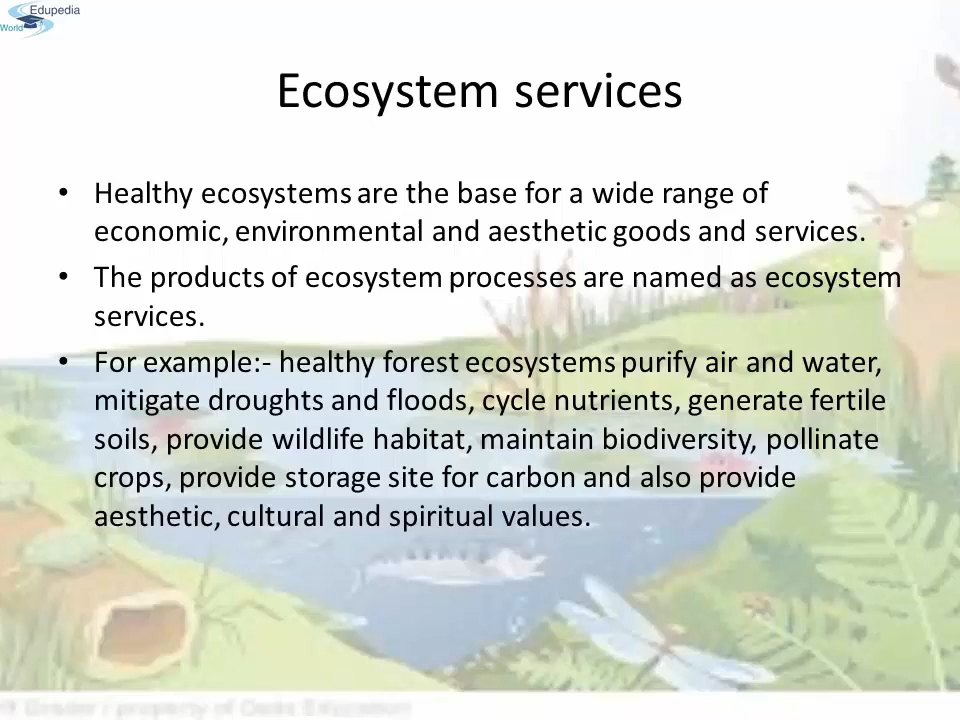 Edupedia
World
Ecosystem services
• Healthy ecosystems are the base for a wide range of
economic, environmental and aesthetic goods and services.
• The products of ecosystem processes are named as ecosystem
services.
• For example:- healthy forest ecosystems purify air and water,
mitigate droughts and floods, cycle nutrients, generate fertile
soils, provide wildlife habitat, maintain biodiversity, pollinate
crops, provide storage site for carbon and also provide
aesthetic, cultural and spiritual values.
property of